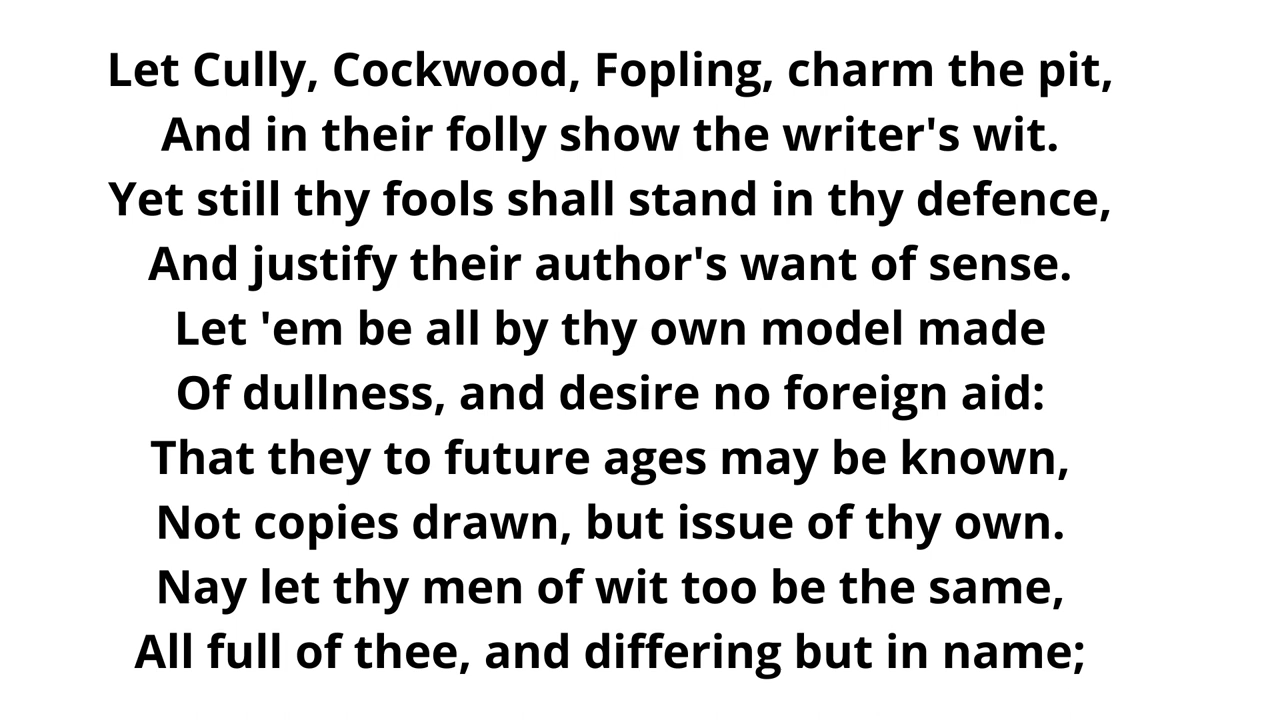 Let Cully, Cockwood, Fopling, charm the pit,
And in their folly show the writer's wit.
Yet still thy fools shall stand in thy defence,
And justify their author's want of sense.
Let 'em be all by thy own model made
Of dullness, and desire no foreign aid:
That they to future ages may be known,
Not copies drawn, but issue of thy own.
Nay let thy men of wit too be the same,
All full of thee, and differing but in name;